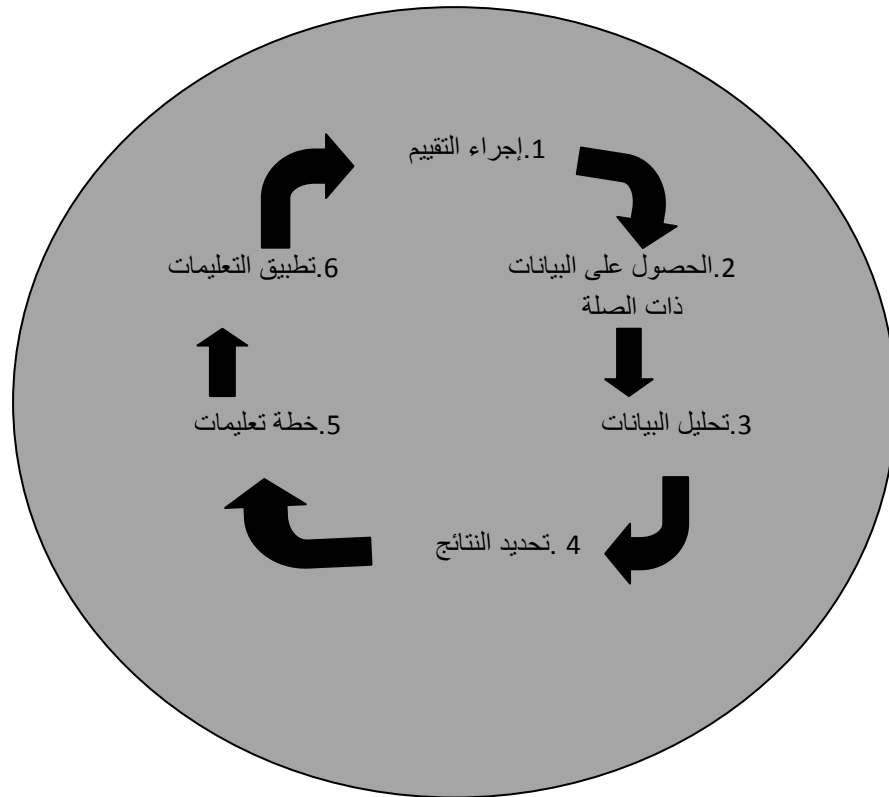 1.إجراء التقييم
2.الحصول على البيانات
ذات الصلة
3.تحليل البيانات
4 .تحديد النتائج
5.خطة تعليمات
6.تطبيق التعليمات